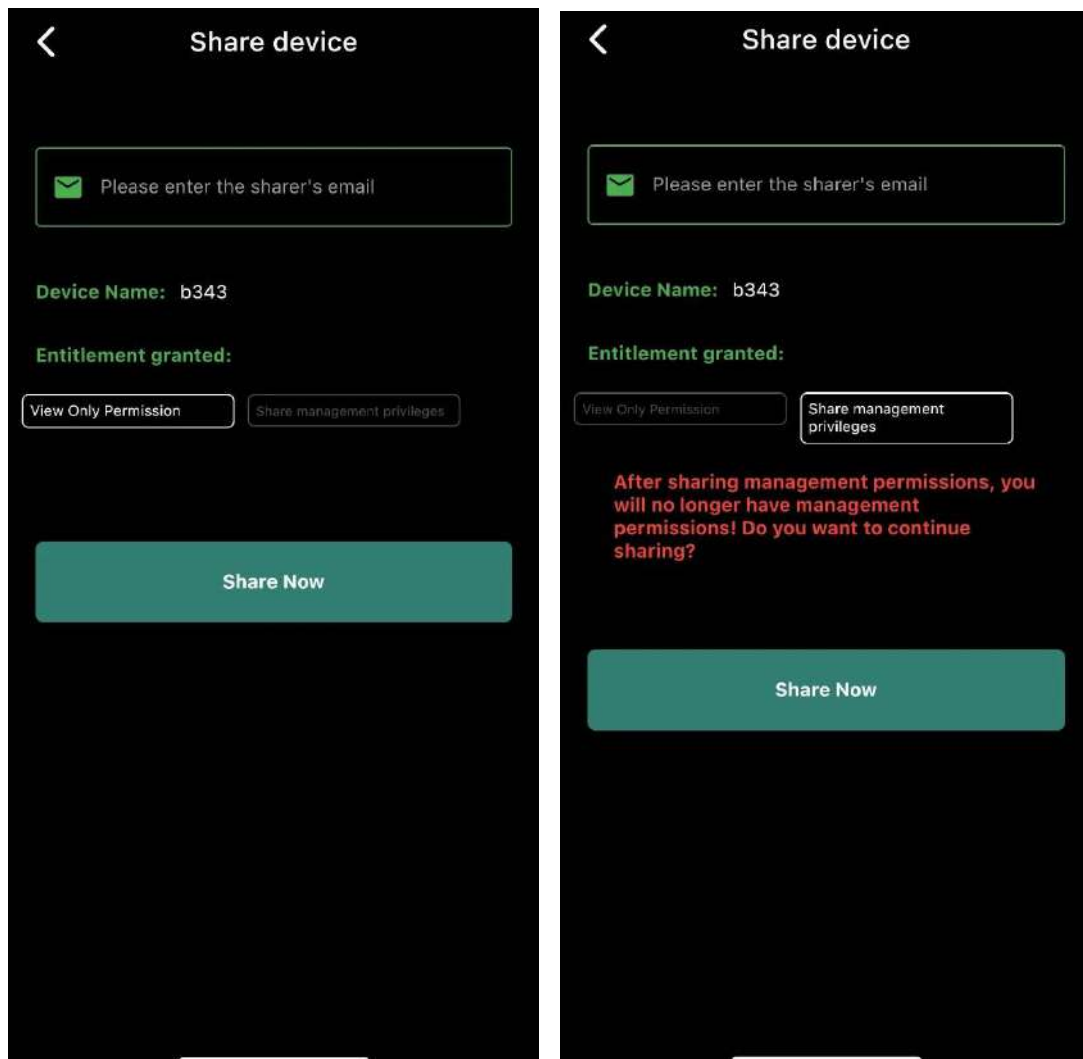 Share device
Please enter the sharer's email
Device Name: b343
Entitlement granted:
View Only Permission
Share management privileges
Share Now
Share device
Please enter the sharer's email
Device Name: b343
Entitlement granted:
View Only Permission
Share management
privileges
After sharing management permissions, you
will no longer have management
permissions! Do you want to continue
sharing?
Share Now